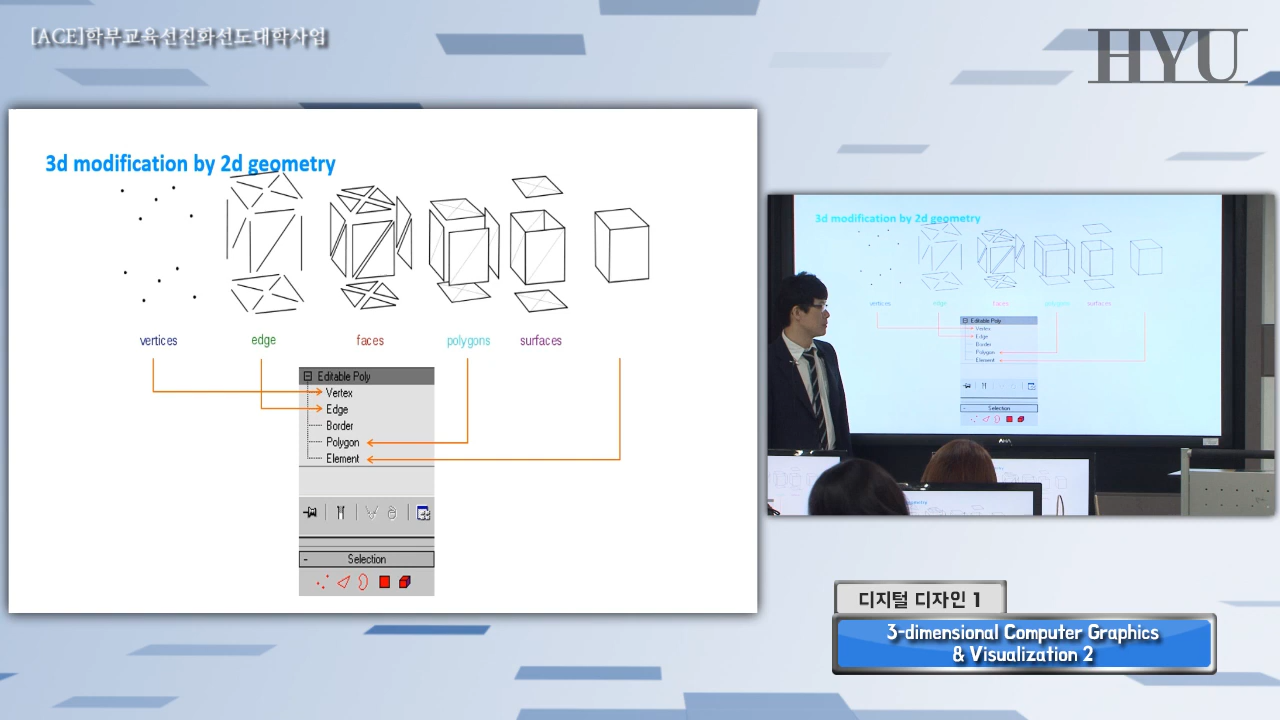 [ACE]학부교육선진화선도대학사업
HYU
3d modification by 2d geometry
vertices edge faces polygons surfaces
Editable Poly
Vertex
Edge
Border
Polygon
Element
- Selection
3d modification by 2d geometry
vertices edge faces polygons surfaces
Editable Poly
Vertex
Edge
Border
Polygon
Element
- Selection
디지털 디자인 1
3-dimensional Computer Graphics
& Visualization 2